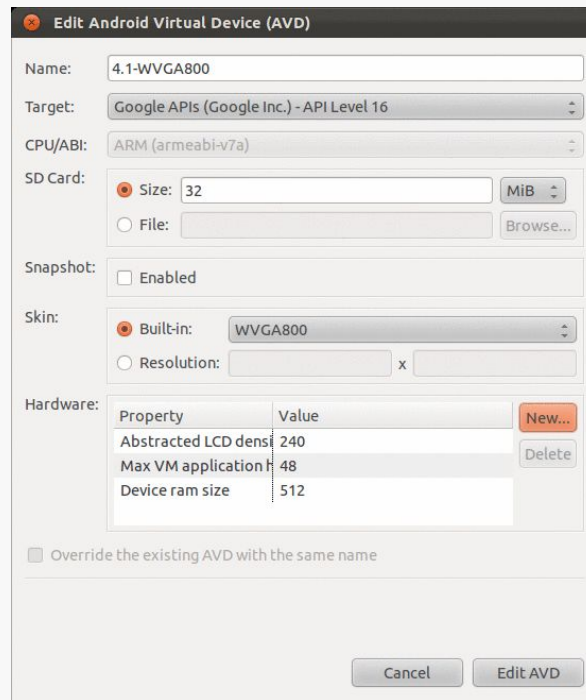 Edit Android Virtual Device (AVD)
Name: 4.1-WVGA800
Target: Google APIs (Google Inc.) - API Level 16
CPU/ABI: ARM (armeabi-v7a)
SD Card:
Size: 32 MiB
File: Browse...
Snapshot:
Enabled
Skin:
Built-in: WVGA800
Resolution: x
Hardware:
Property Value New...
Abstracted LCD densi 240
Delete
Max VM application h 48
Device ram size 512
Override the existing AVD with the same name
Cancel Edit AVD